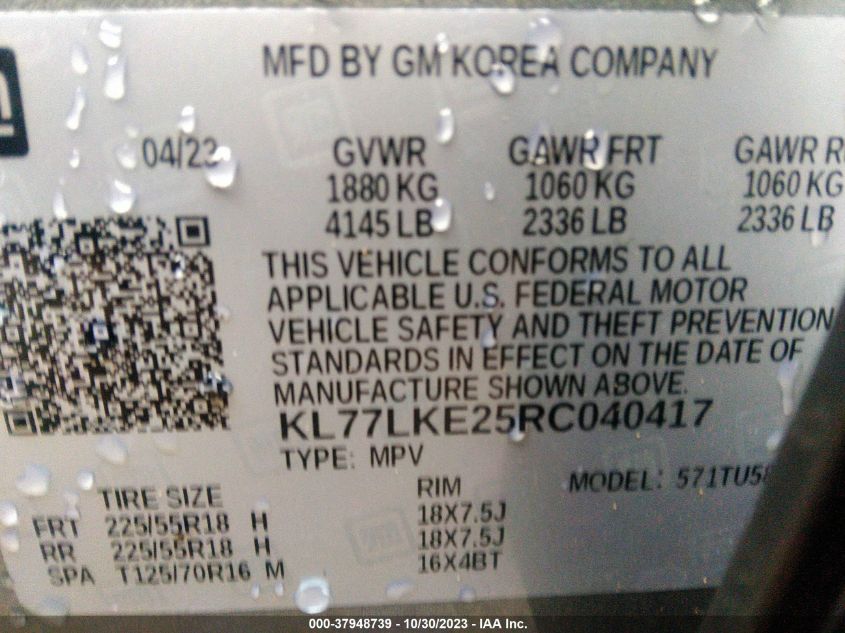 MFD BY GM KOREA COMPANY
04/23 GVWR GAWR FRT GAWR
1880 KG 1060 KG 1060 KG
4145 LB 2336 LB 2336 LB
THIS VEHICLE CONFORMS TO ALL
APPLICABLE U.S. FEDERAL MOTOR
VEHICLE SAFETY AND THEFT PREVENTION
STANDARDS IN EFFECT ON THE DATE OF
MANUFACTURE SHOWN ABOVE.
KL77LKE25RC040417
TYPE: MPV MODEL: 571TU58
TIRE SIZE RIM
FRT 225/55R18 H 18X7.5J
RR 225/55R18 H 18X7.5J
SPA T125/70R16 M 16X4BT
000-37948739 - 10/30/2023 - IAA Inc.